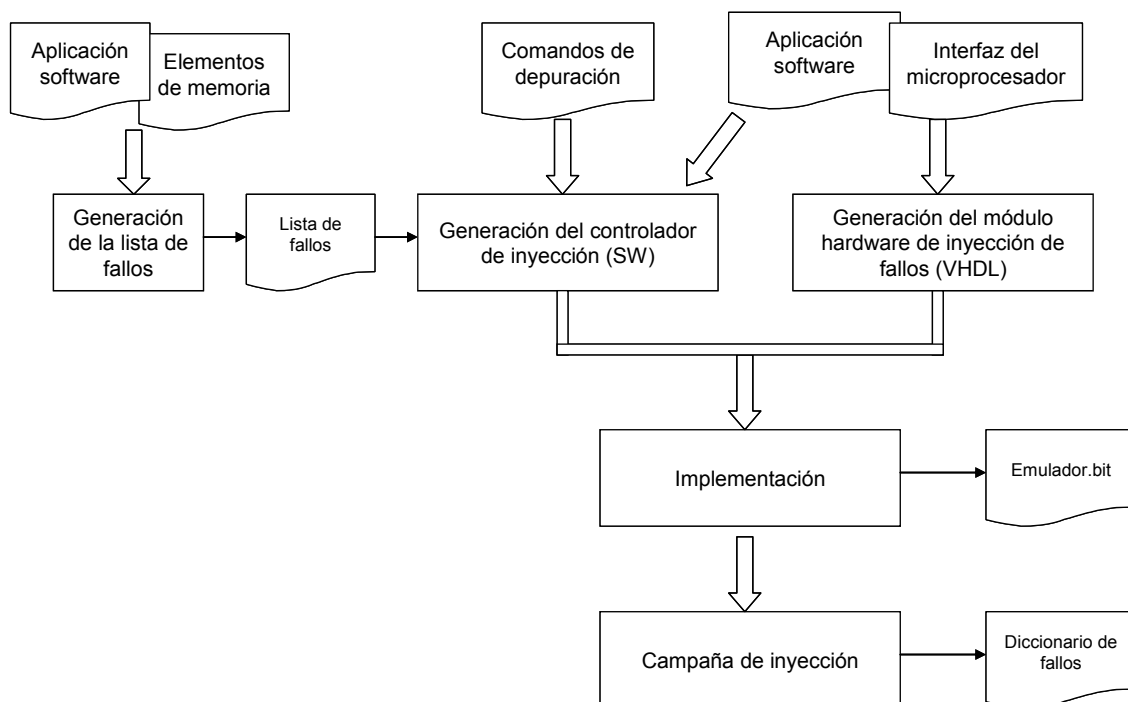 Aplicación
software
Elementos
de memoria
Comandos de
depuración
Aplicación
software
Interfaz del
microprocesador
Generación
de la lista de
fallos
Lista de
fallos
Generación del controlador
de inyección (SW)
Generación del módulo
hardware de inyección de
fallos (VHDL)
Implementación
Emulador.bit
Campaña de inyección
Diccionario de
fallos